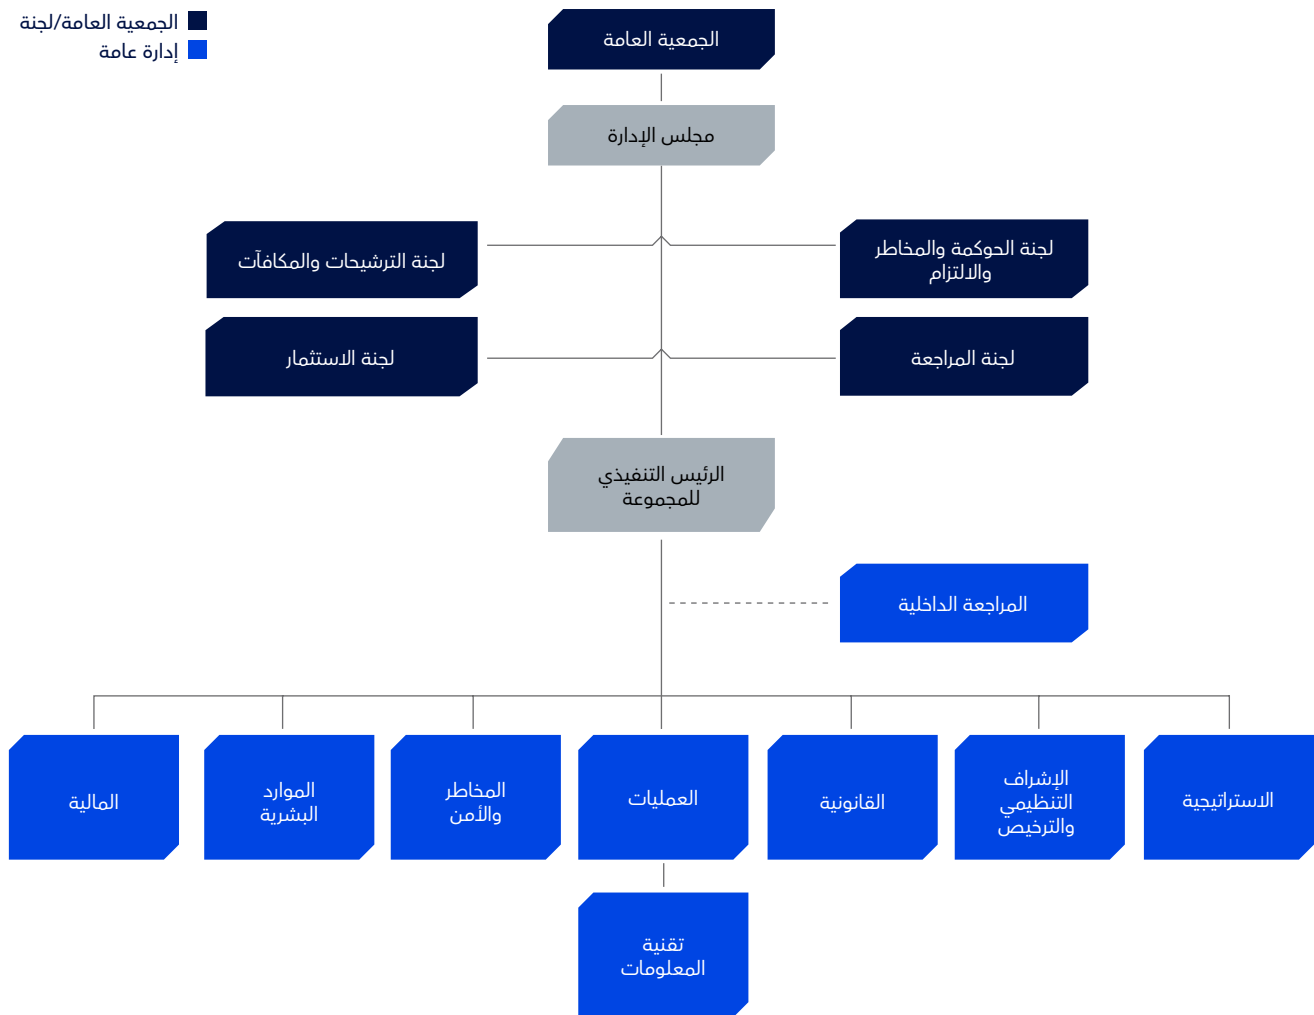 الجمعية العامة/لجنة
إدارة عامة
الجمعية العامة
مجلس الإدارة
لجنة الحوكمة والمخاطر
والالتزام
لجنة الترشيحات والمكافآت
لجنة المراجعة
لجنة الاستثمار
الرئيس التنفيذي
للمجموعة
المراجعة الداخلية
الاستراتيجية
الإشراف
التنظيمي
والترخيص
القانونية
العمليات
المخاطر
والأمن
الموارد
البشرية
المالية
تقنية
المعلومات